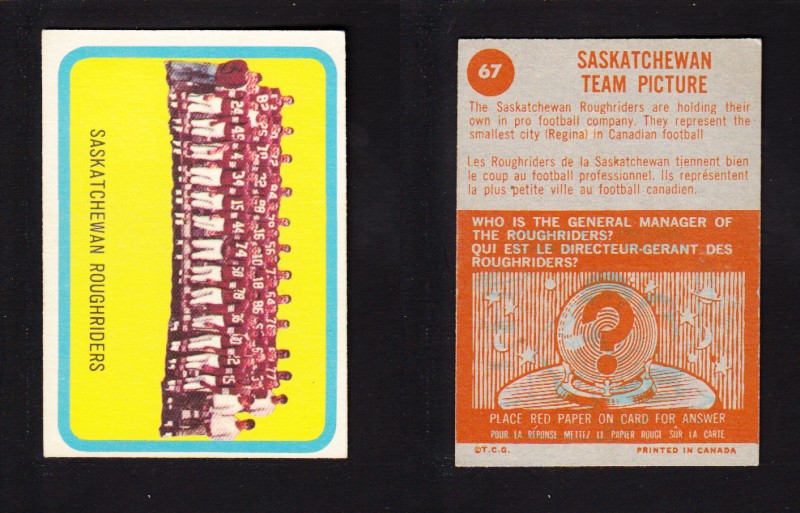 SASKATCHEWAN ROUGHRIDERS
67
SASKATCHEWAN
TEAM PICTURE
The Saskatchewan Roughriders are holding their
own in pro football company. They represent the
smallest city (Regina) in Canadian football
Les Roughriders de la Saskatchewan tiennent bien
le coup au football professionnel. Ils représentent
la plus petite ville au football canadien.
WHO IS THE GENERAL MANAGER OF
THE ROUGHRIDERS?
QUI EST LE DIRECTEUR-GERANT DES
ROUGHRIDERS?
?
PLACE RED PAPER ON CARD FOR ANSWER
POUR LA RÉPONSE METTEZ LE PAPIER ROUGE SÛR LA CARTE
©T.C.G.
PRINTED IN CANADA